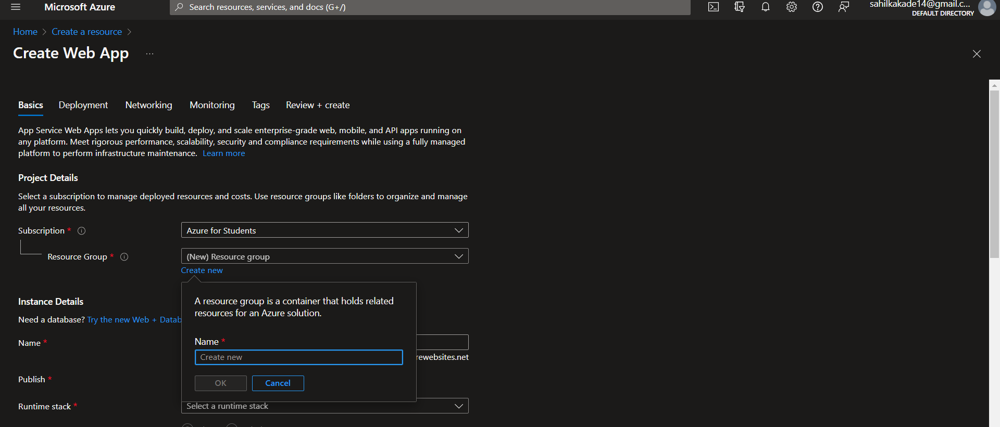 Microsoft Azure
Search resources, services, and docs (G+/)
sahilkakade14@gmail.c...
DEFAULT DIRECTORY
Home > Create a resource >
Create Web App ...
Basics Deployment Networking Monitoring Tags Review + create
App Service Web Apps lets you quickly build, deploy, and scale enterprise-grade web, mobile, and API apps running on
any platform. Meet rigorous performance, scalability, security and compliance requirements while using a fully managed
platform to perform infrastructure maintenance. Learn more
Project Details
Select a subscription to manage deployed resources and costs. Use resource groups like folders to organize and manage
all your resources.
Subscription *
Azure for Students
Resource Group *
(New) Resource group
Create new
A resource group is a container that holds related
resources for an Azure solution.
Name *
Create new
OK Cancel
Instance Details
Need a database? Try the new Web + Datab
Name *
rewebsites.net
Publish *
Runtime stack *
Select a runtime stack